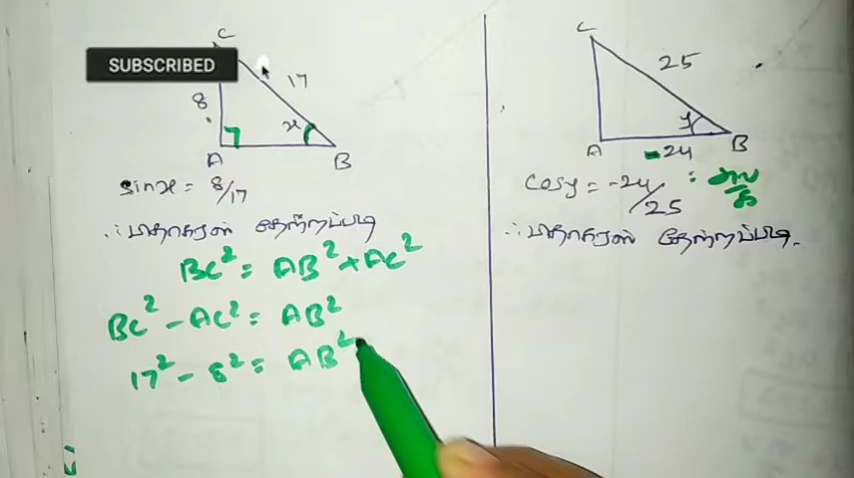 C
SUBSCRIBED
17
8
x
A
B
sinx = 8/17
∴ பிதாகரஸ் தேற்றப்படி
BC² = AB² + AC²
BC² - AC² = AB²
17² - 8² = AB²
C
25
y
A
B
-24
cosy = -24/25 =
∴ பிதாகரஸ் தேற்றப்படி.